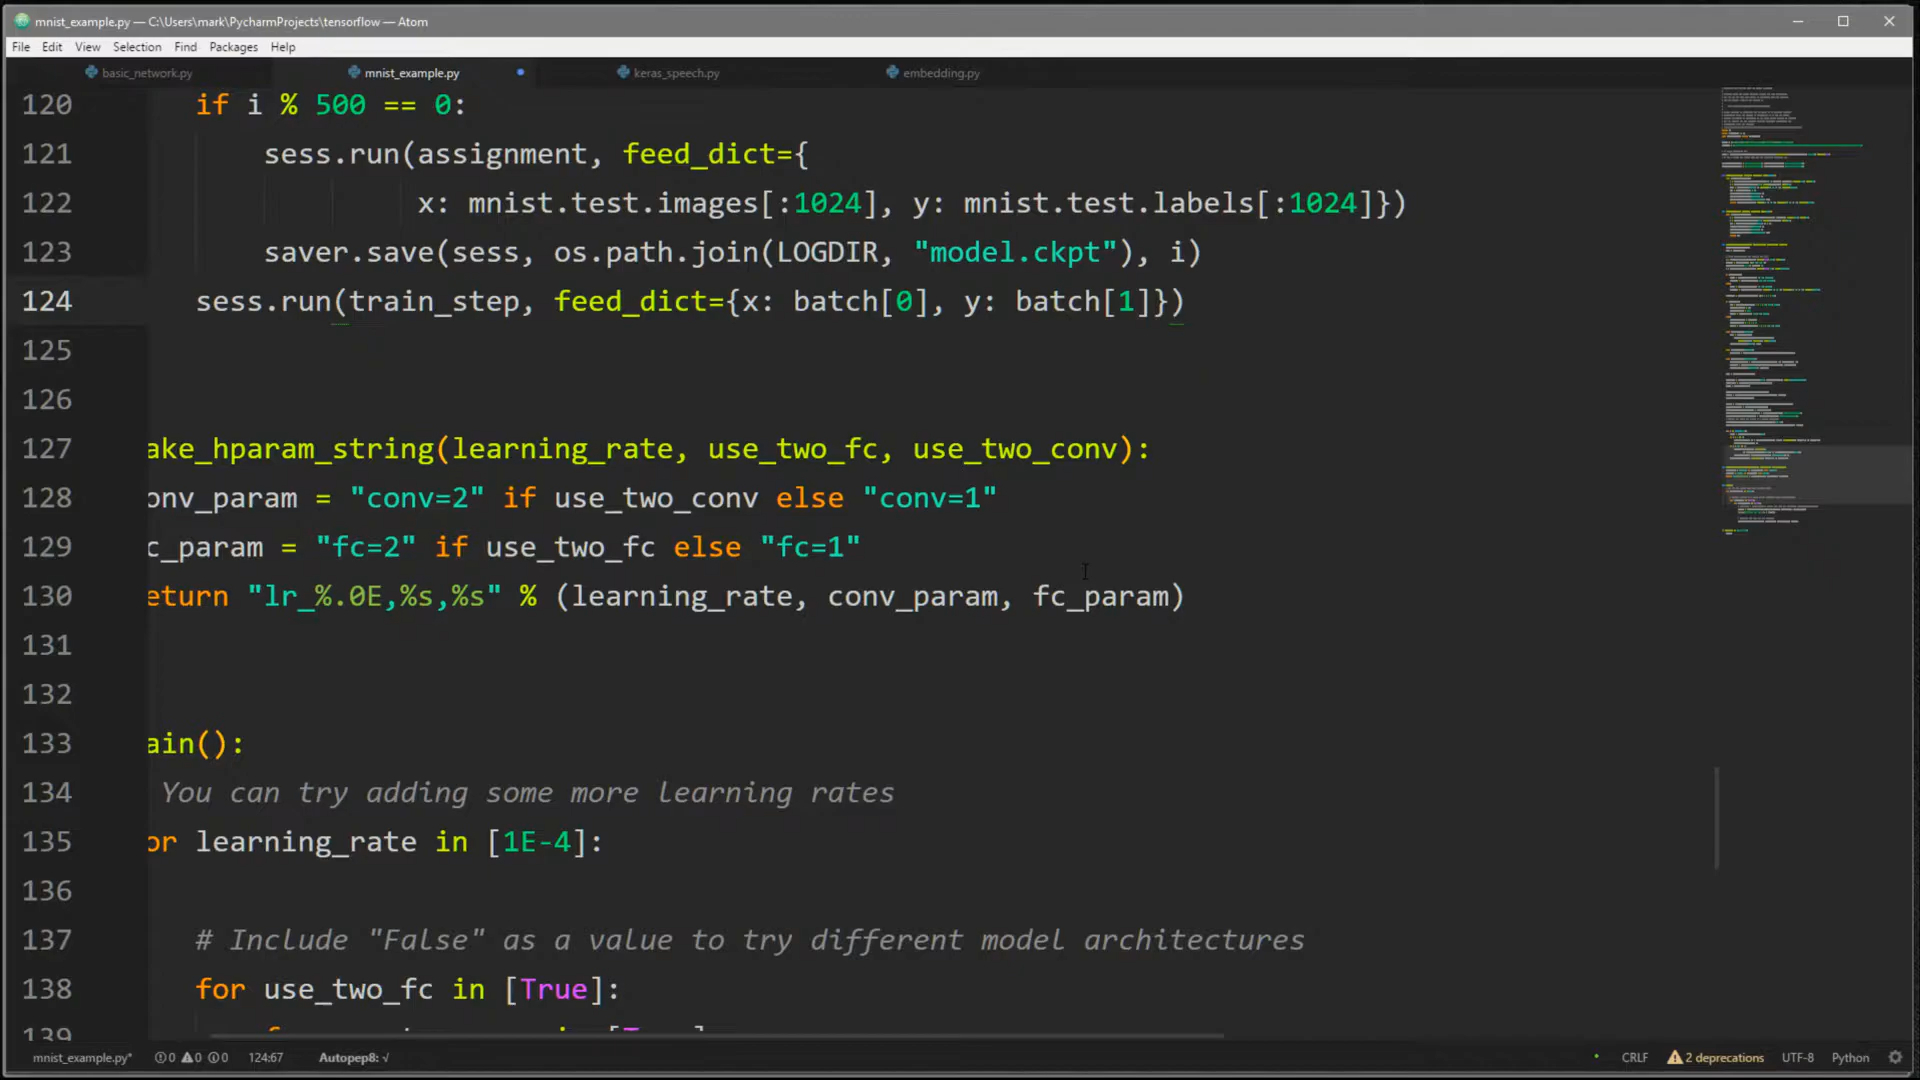 mnist_example.py — C:\Users\mark\PycharmProjects\tensorflow — Atom
File Edit View Selection Find Packages Help
basic_network.py mnist_example.py keras_speech.py embedding.py
120 if i % 500 == 0:
121 sess.run(assignment, feed_dict={
122 x: mnist.test.images[:1024], y: mnist.test.labels[:1024]})
123 saver.save(sess, os.path.join(LOGDIR, "model.ckpt"), i)
124 sess.run(train_step, feed_dict={x: batch[0], y: batch[1]})
125
126
127 ake_hparam_string(learning_rate, use_two_fc, use_two_conv):
128 onv_param = "conv=2" if use_two_conv else "conv=1"
129 c_param = "fc=2" if use_two_fc else "fc=1"
130 eturn "lr_%.0E,%s,%s" % (learning_rate, conv_param, fc_param)
131
132
133 ain():
134 You can try adding some more learning rates
135 or learning_rate in [1E-4]:
136
137 # Include "False" as a value to try different model architectures
138 for use_two_fc in [True]:
139
mnist_example.py* 0 0 0 124:67 Autopep8: √ CRLF 2 deprecations UTF-8 Python